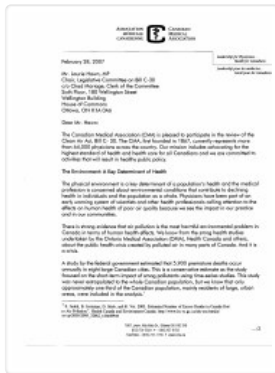 ASSOCIATION MÉDICALE CANADIENNE
CANADIAN MEDICAL ASSOCIATION
February 28, 2007
Mr. Laurie Hawn, MP
Chair, Legislative Committee on Bill C-30
c/o Chad Mariage, Clerk of the Committee
Sixth Floor, 180 Wellington Street
Wellington Building
House of Commons
Ottawa, ON K1A 0A6
Dear Mr. Hawn:
The Canadian Medical Association (CMA) is pleased to participate in the review of the
Clean Air Act, Bill C-30. The CMA, first founded in 1867, currently represents more
than 65,000 physicians across the country. Our mission includes advocating for the
highest standard of health and health care for all Canadians and we are committed to
activities that will result in healthy public policy.
The Environment: A Key Determinant of Health
The physical environment is a key determinant of a population's health and the medical
profession is concerned about environmental conditions that contribute to declining
health in individuals and the population as a whole. Physicians have been part of an
early warning system of scientists and other health professionals calling attention to the
effects on human health of poor air quality because we see the impact in our practices
and in our communities.
There is strong evidence that air pollution is the most harmful environmental problem in
Canada in terms of human health effects. We know from the smog health studies
undertaken by the Ontario Medical Association (OMA), Health Canada and others,
about the public health crisis created by polluted air in many parts of Canada. And it is
a crisis.
A study by the federal government estimated that 5,900 premature deaths occur
annually in eight large Canadian cities. This is a conservative estimate as the study
focused on the short-term impact of smog pollutants using time-series studies. This
study was never extrapolated to the whole Canadian population, but we know that only
approximately one third of the Canadian population, mainly residents of large, urban
areas, were included in the analysis.